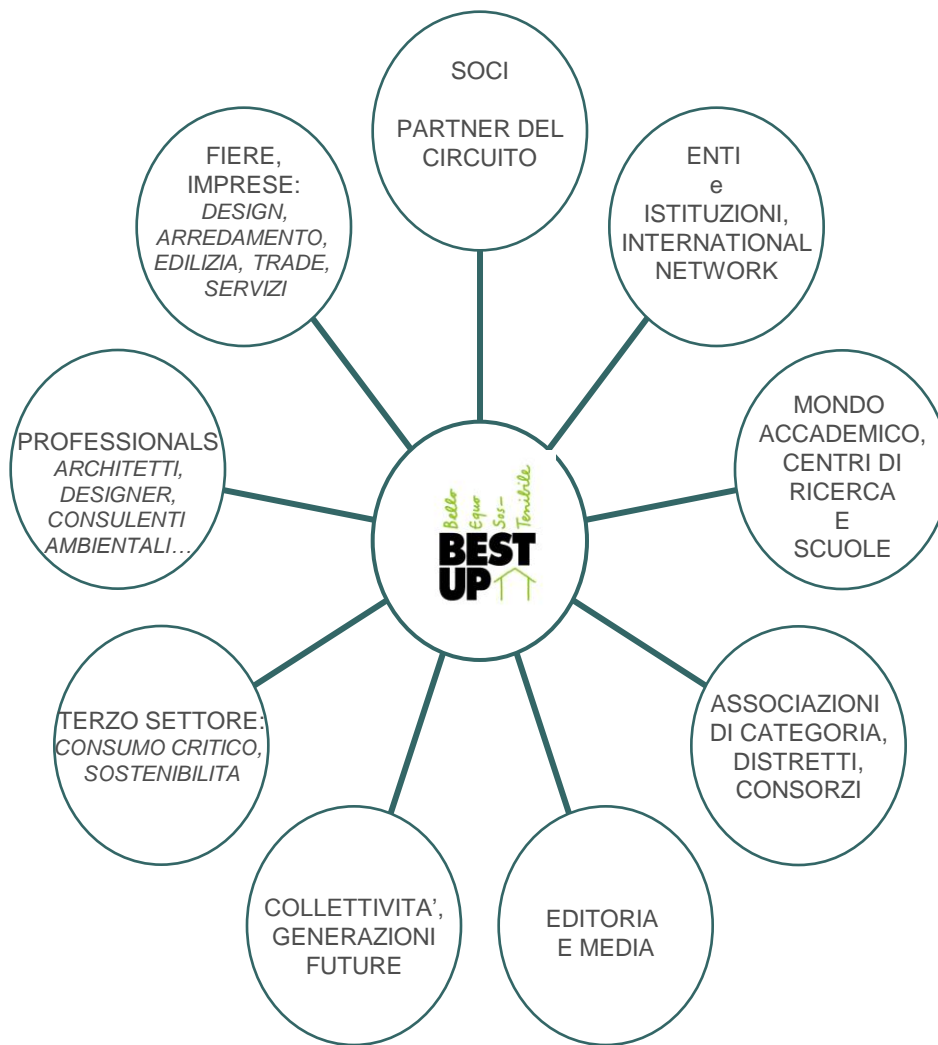 SOCI
PARTNER DEL
CIRCUITO
ENTI
e
ISTITUZIONI,
INTERNATIONAL
NETWORK
MONDO
ACCADEMICO,
CENTRI DI
RICERCA
E
SCUOLE
ASSOCIAZIONI
DI CATEGORIA,
DISTRETTI,
CONSORZI
EDITORIA
E MEDIA
COLLETTIVITA’,
GENERAZIONI
FUTURE
TERZO SETTORE:
CONSUMO CRITICO,
SOSTENIBILITA
PROFESSIONALS
ARCHITETTI,
DESIGNER,
CONSULENTI
AMBIENTALI…
FIERE,
IMPRESE:
DESIGN,
ARREDAMENTO,
EDILIZIA, TRADE,
SERVIZI
Bello
Equo
Sos-
Tenibile
BEST
UP